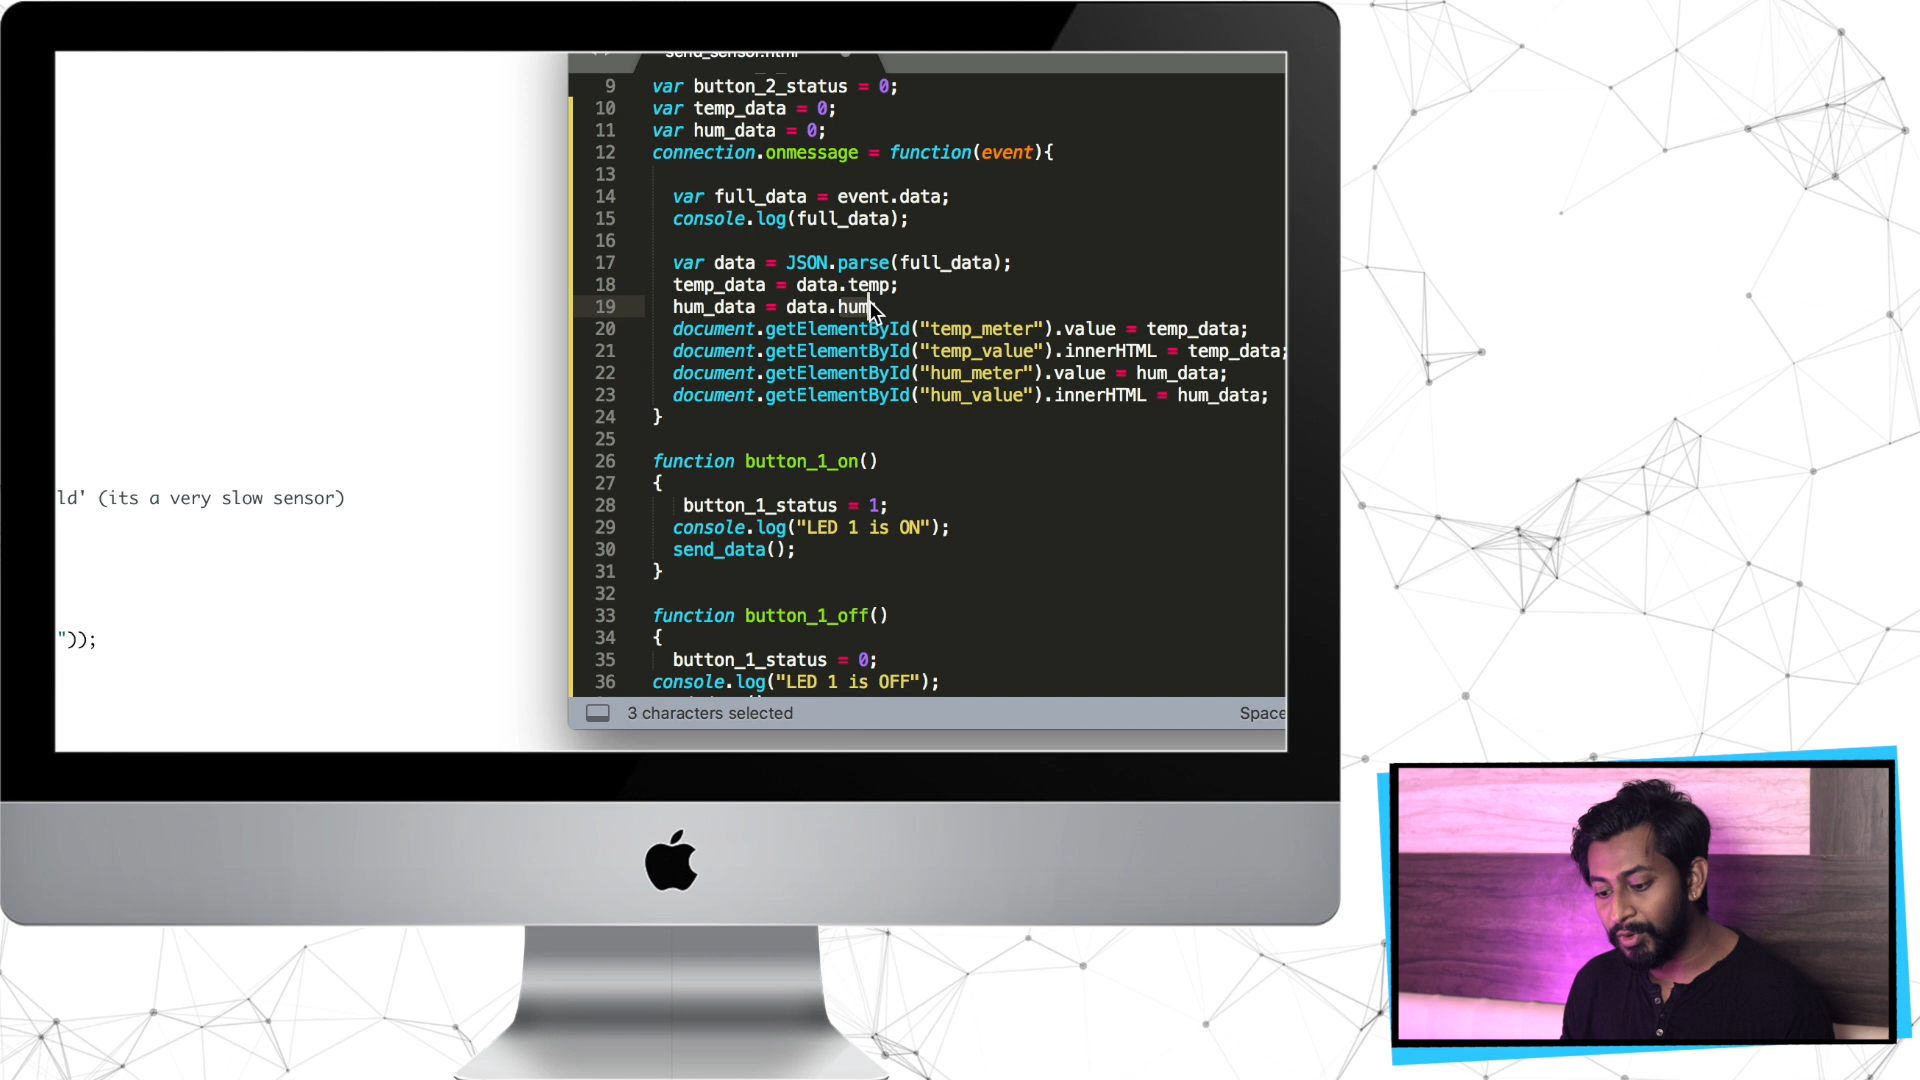 send_sensor.html
9 var button_2_status = 0;
10 var temp_data = 0;
11 var hum_data = 0;
12 connection.onmessage = function(event){
13
14 var full_data = event.data;
15 console.log(full_data);
16
17 var data = JSON.parse(full_data);
18 temp_data = data.temp;
19 hum_data = data.hum;
20 document.getElementById("temp_meter").value = temp_data;
21 document.getElementById("temp_value").innerHTML = temp_data;
22 document.getElementById("hum_meter").value = hum_data;
23 document.getElementById("hum_value").innerHTML = hum_data;
24 }
25
26 function button_1_on()
27 {
28 button_1_status = 1;
29 console.log("LED 1 is ON");
30 send_data();
31 }
32
33 function button_1_off()
34 {
35 button_1_status = 0;
36 console.log("LED 1 is OFF");
3 characters selected
Space
ld' (its a very slow sensor)
"));